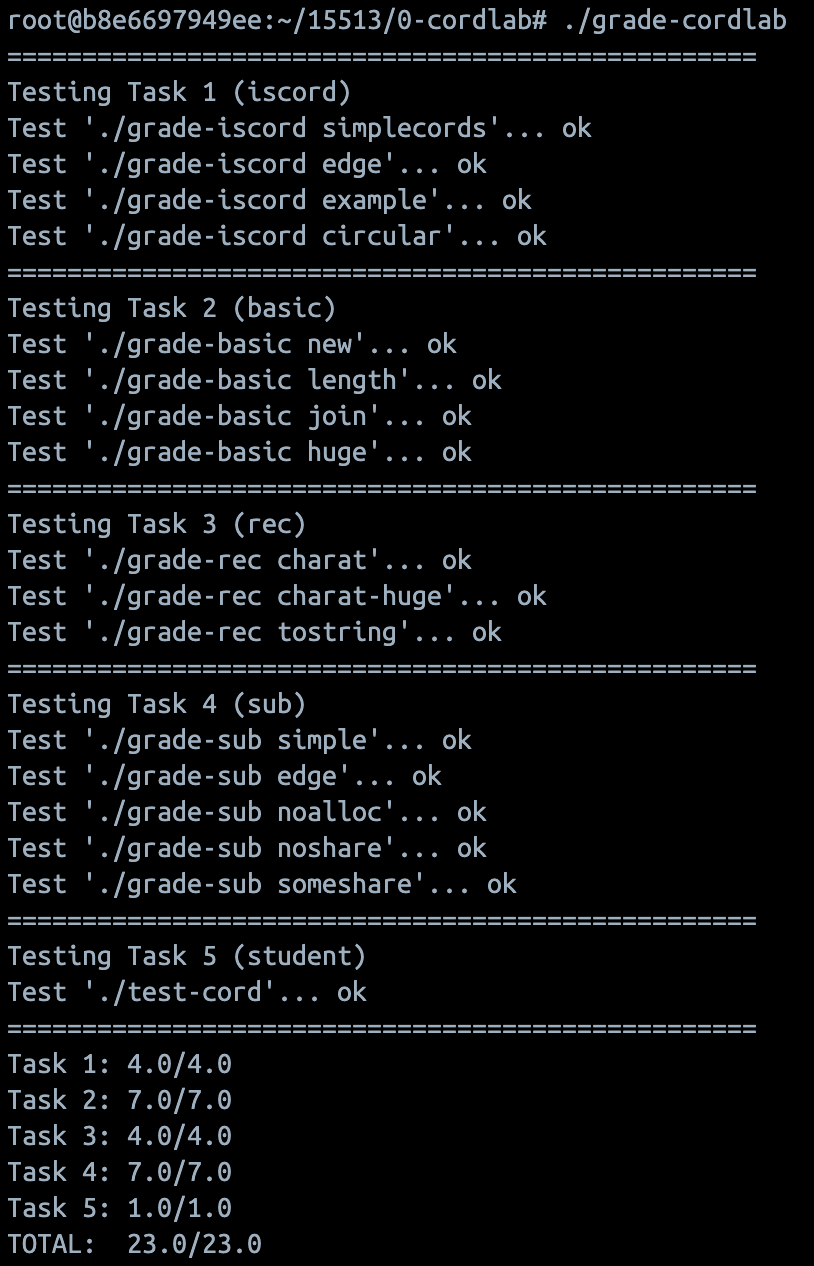 root@b8e6697949ee:~/15513/0-cordlab# ./grade-cordlab
==================================================
Testing Task 1 (iscord)
Test './grade-iscord simplecords'... ok
Test './grade-iscord edge'... ok
Test './grade-iscord example'... ok
Test './grade-iscord circular'... ok
==================================================
Testing Task 2 (basic)
Test './grade-basic new'... ok
Test './grade-basic length'... ok
Test './grade-basic join'... ok
Test './grade-basic huge'... ok
==================================================
Testing Task 3 (rec)
Test './grade-rec charat'... ok
Test './grade-rec charat-huge'... ok
Test './grade-rec tostring'... ok
==================================================
Testing Task 4 (sub)
Test './grade-sub simple'... ok
Test './grade-sub edge'... ok
Test './grade-sub noalloc'... ok
Test './grade-sub noshare'... ok
Test './grade-sub someshare'... ok
==================================================
Testing Task 5 (student)
Test './test-cord'... ok
==================================================
Task 1: 4.0/4.0
Task 2: 7.0/7.0
Task 3: 4.0/4.0
Task 4: 7.0/7.0
Task 5: 1.0/1.0
TOTAL:  23.0/23.0